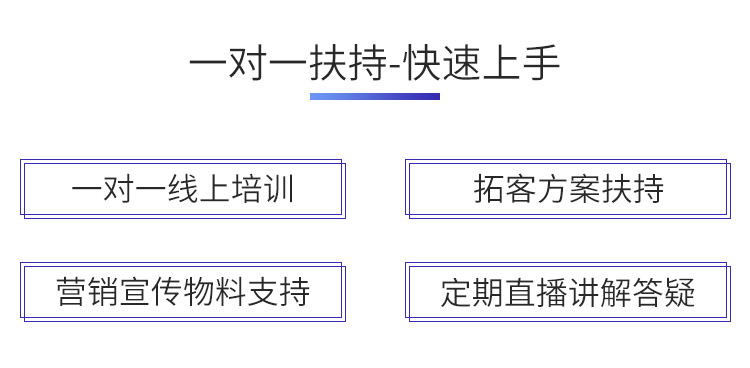 一对一扶持-快速上手
一对一线上培训
拓客方案扶持
营销宣传物料支持
定期直播讲解答疑